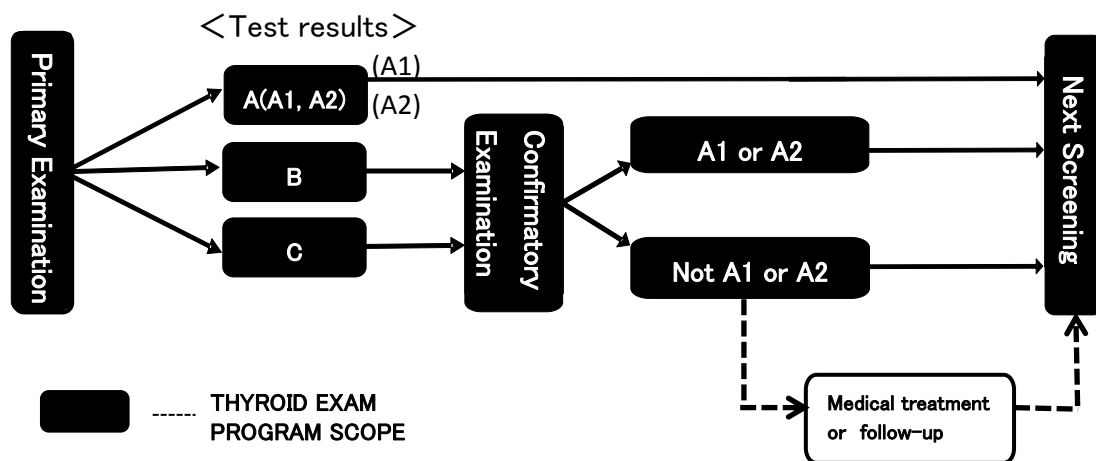 ＜Test results＞
Primary Examination
A(A1, A2)
(A1)
(A2)
B
C
Confirmatory
Examination
A1 or A2
Not A1 or A2
Next Screening
Medical treatment
or follow-up
THYROID EXAM
PROGRAM SCOPE